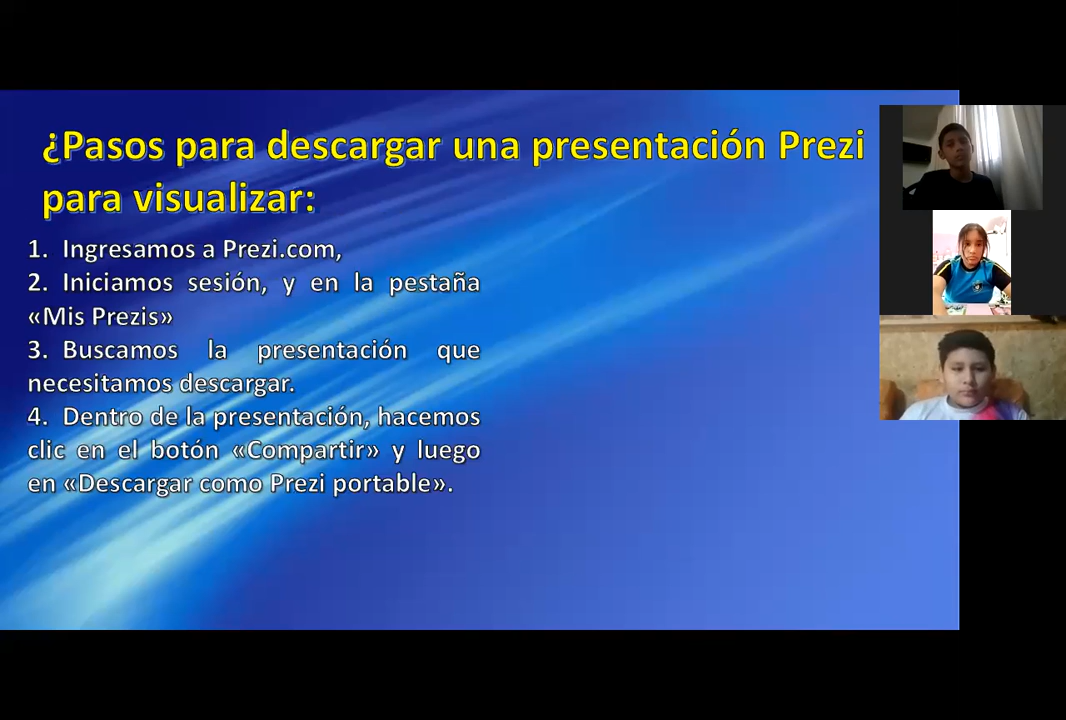 ¿Pasos para descargar una presentación Prezi
para visualizar:
1. Ingresamos a Prezi.com,
2. Iniciamos sesión, y en la pestaña
«Mis Prezis»
3. Buscamos la presentación que
necesitamos descargar.
4. Dentro de la presentación, hacemos
clic en el botón «Compartir» y luego
en «Descargar como Prezi portable».